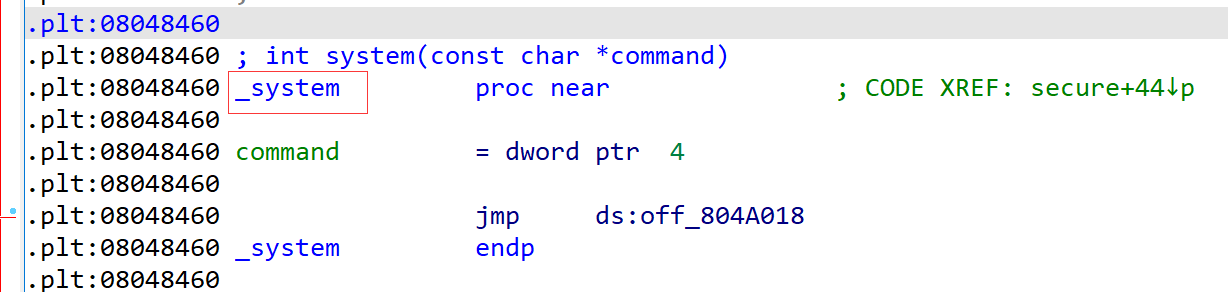 .plt:08048460
.plt:08048460 ; int system(const char *command)
.plt:08048460 _system proc near ; CODE XREF: secure+44↓p
.plt:08048460
.plt:08048460 command = dword ptr 4
.plt:08048460
.plt:08048460 jmp ds:off_804A018
.plt:08048460 _system endp
.plt:08048460